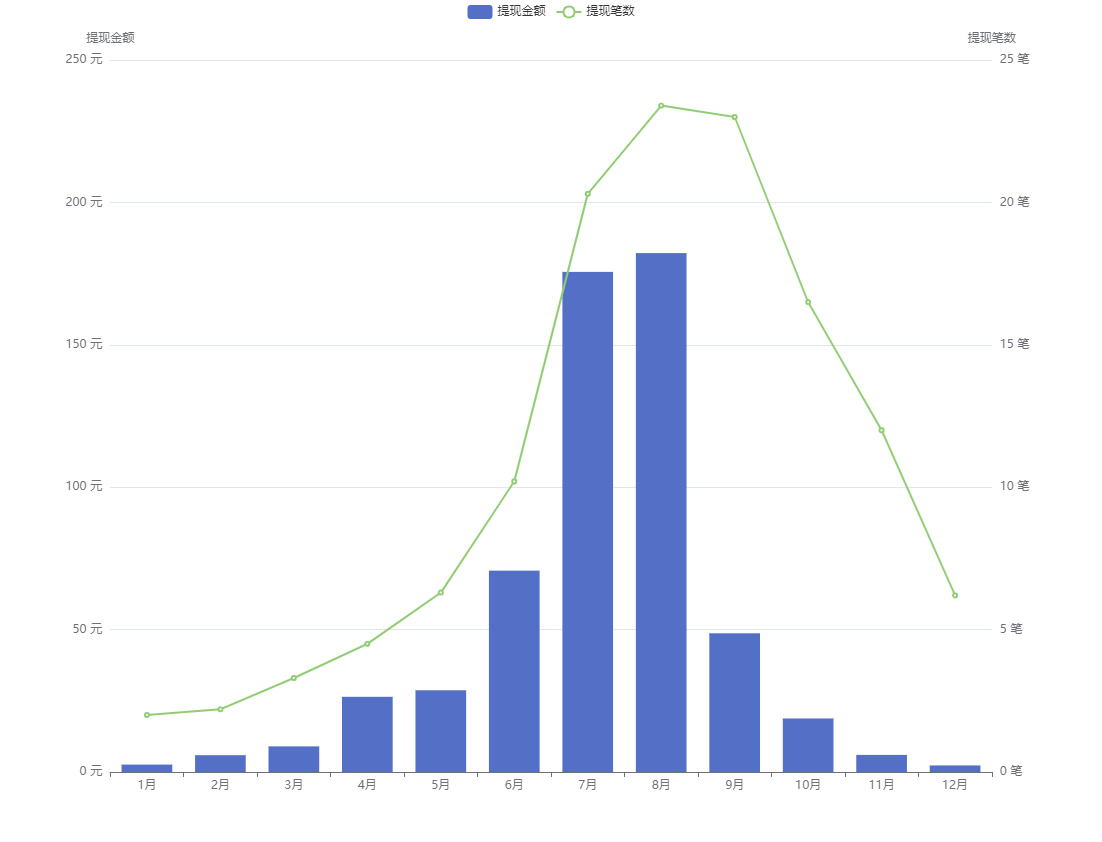 提现金额 提现笔数
提现金额 提现笔数
250 元 25 笔
200 元 20 笔
150 元 15 笔
100 元 10 笔
50 元 5 笔
0 元 0 笔
1月 2月 3月 4月 5月 6月 7月 8月 9月 10月 11月 12月